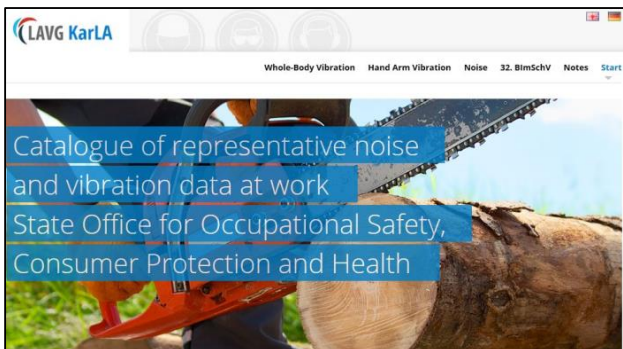 LAVG KarLA
Whole-Body Vibration Hand Arm Vibration Noise 32. BImSchV Notes Start
Catalogue of representative noise
and vibration data at work
State Office for Occupational Safety,
Consumer Protection and Health